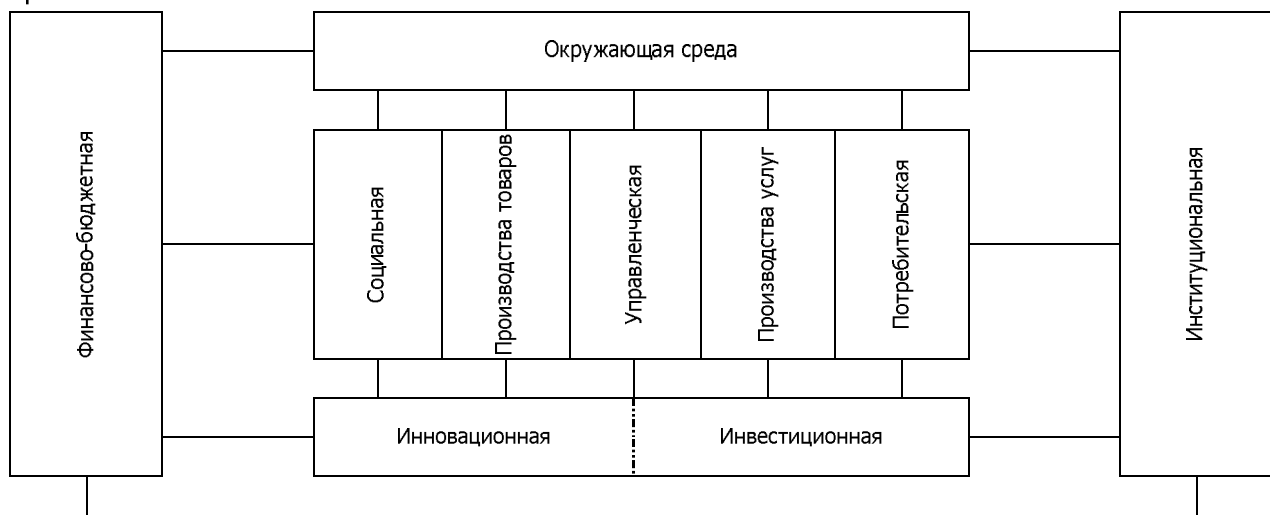 Окружающая среда
Финансово-бюджетная
Социальная
Производства товаров
Управленческая
Производства услуг
Потребительская
Институциональная
Инновационная
Инвестиционная